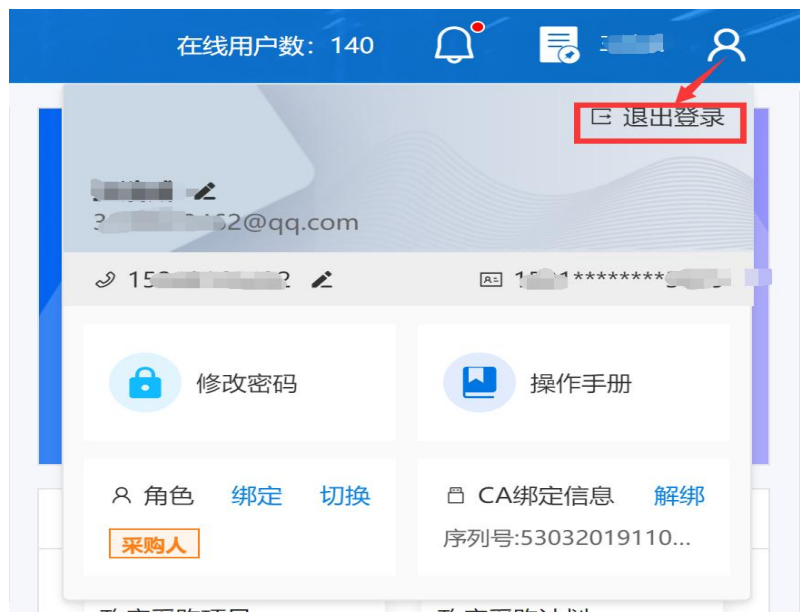 在线用户数：140
退出登录
2@qq.com
修改密码
操作手册
角色 绑定 切换
CA绑定信息 解绑
采购人
序列号:53032019110...